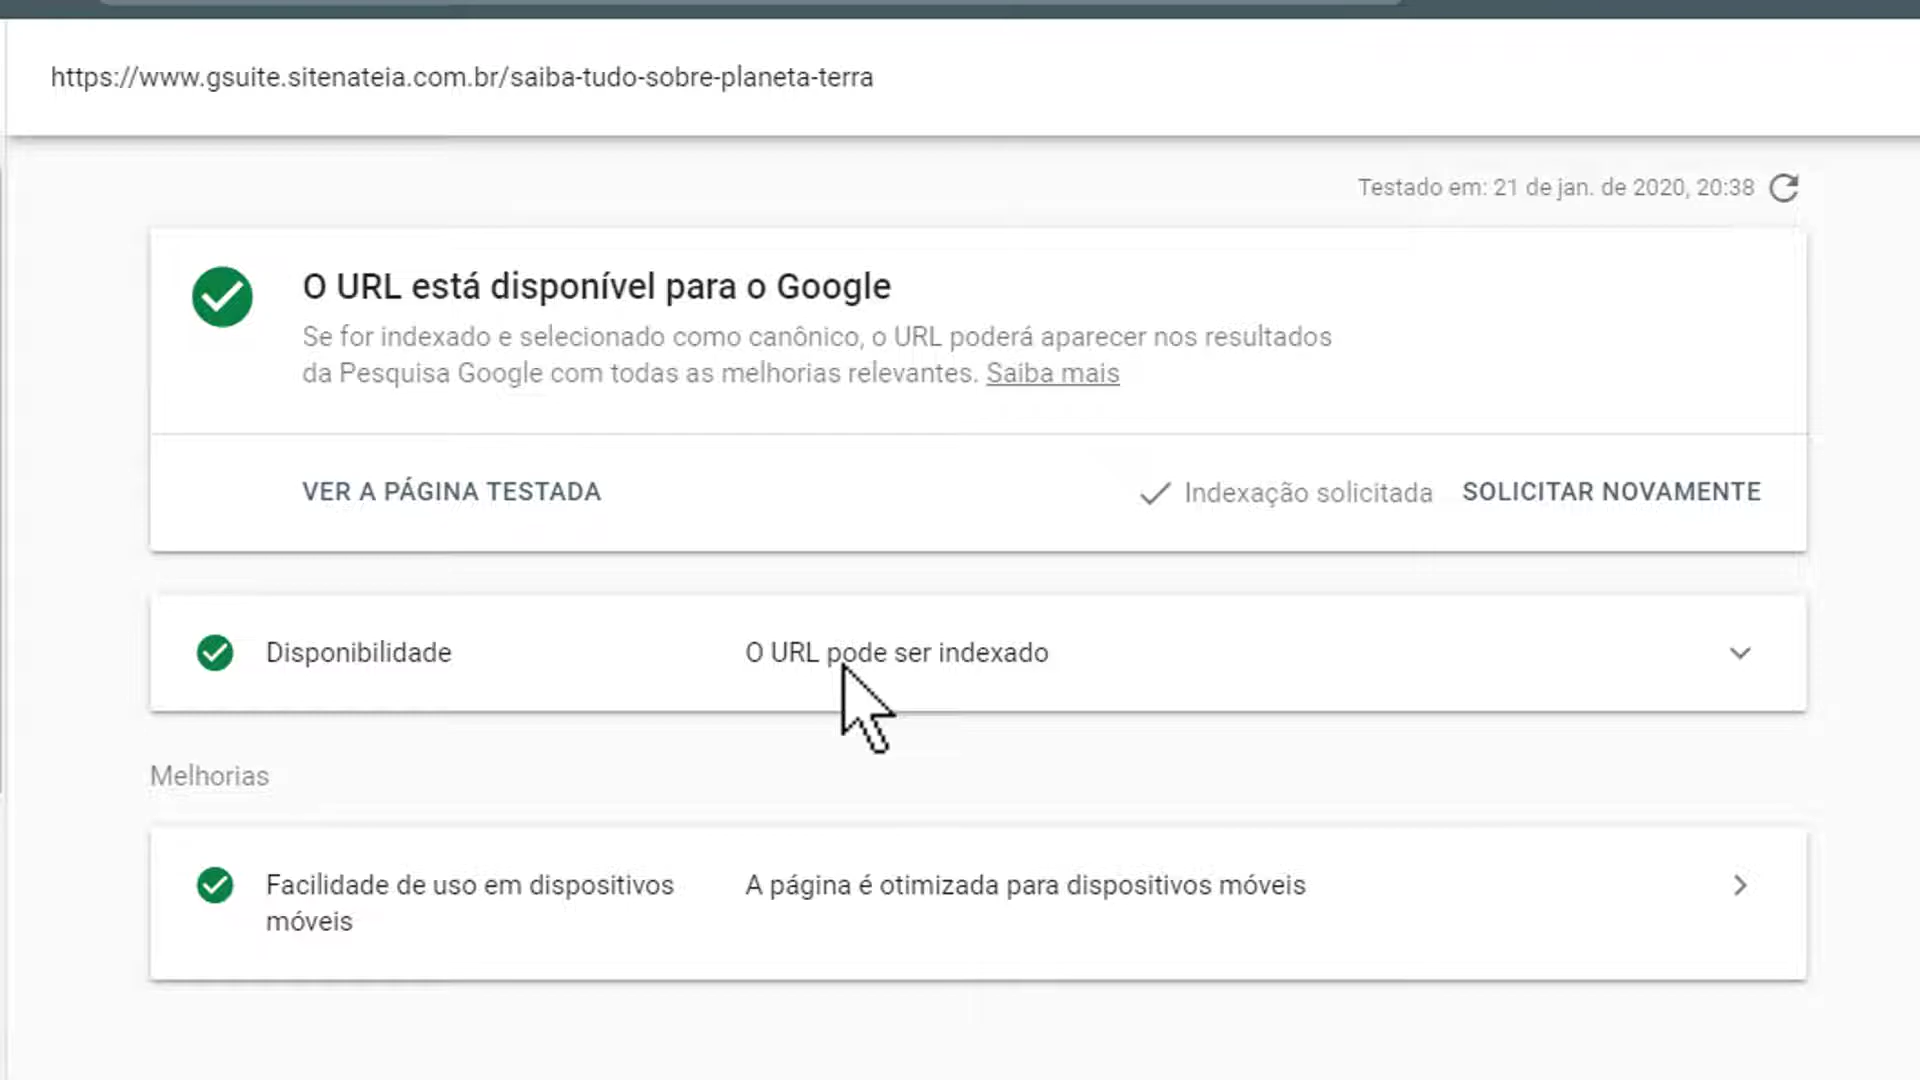 https://www.gsuite.sitenateia.com.br/saiba-tudo-sobre-planeta-terra
Testado em: 21 de jan. de 2020, 20:38
O URL está disponível para o Google
Se for indexado e selecionado como canônico, o URL poderá aparecer nos resultados
da Pesquisa Google com todas as melhorias relevantes. Saiba mais
VER A PÁGINA TESTADA
Indexação solicitada
SOLICITAR NOVAMENTE
Disponibilidade
O URL pode ser indexado
Melhorias
Facilidade de uso em dispositivos
móveis
A página é otimizada para dispositivos móveis